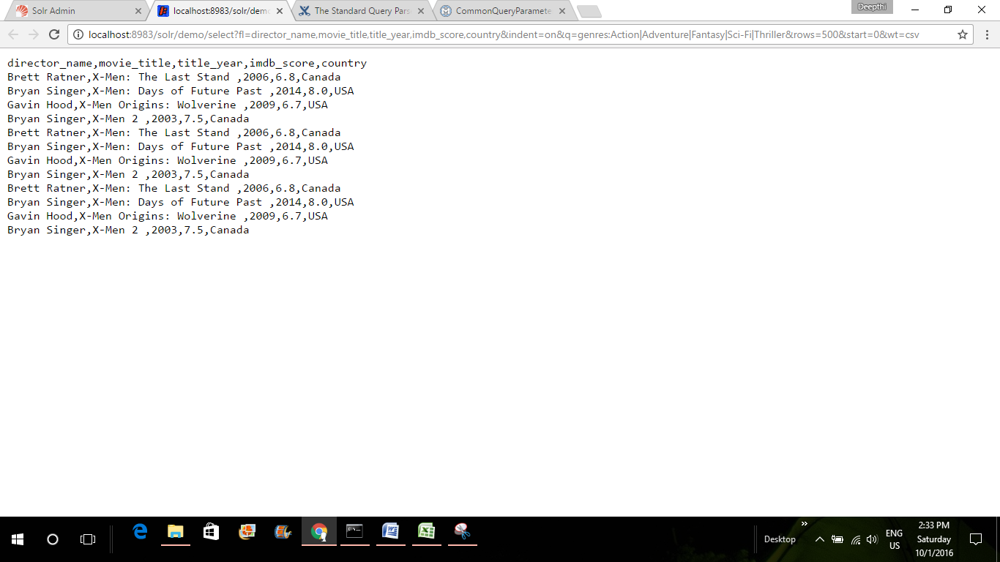 Solr Admin
localhost:8983/solr/dem
The Standard Query Pars
CommonQueryParamete
Deepthi
localhost:8983/solr/demo/select?fl=director_name,movie_title,title_year,imdb_score,country&indent=on&q=genres:Action|Adventure|Fantasy|Sci-Fi|Thriller&rows=500&start=0&wt=csv
director_name,movie_title,title_year,imdb_score,country
Brett Ratner,X-Men: The Last Stand ,2006,6.8,Canada
Bryan Singer,X-Men: Days of Future Past ,2014,8.0,USA
Gavin Hood,X-Men Origins: Wolverine ,2009,6.7,USA
Bryan Singer,X-Men 2 ,2003,7.5,Canada
Brett Ratner,X-Men: The Last Stand ,2006,6.8,Canada
Bryan Singer,X-Men: Days of Future Past ,2014,8.0,USA
Gavin Hood,X-Men Origins: Wolverine ,2009,6.7,USA
Bryan Singer,X-Men 2 ,2003,7.5,Canada
Brett Ratner,X-Men: The Last Stand ,2006,6.8,Canada
Bryan Singer,X-Men: Days of Future Past ,2014,8.0,USA
Gavin Hood,X-Men Origins: Wolverine ,2009,6.7,USA
Bryan Singer,X-Men 2 ,2003,7.5,Canada
Desktop
ENG
US
2:33 PM
Saturday
10/1/2016